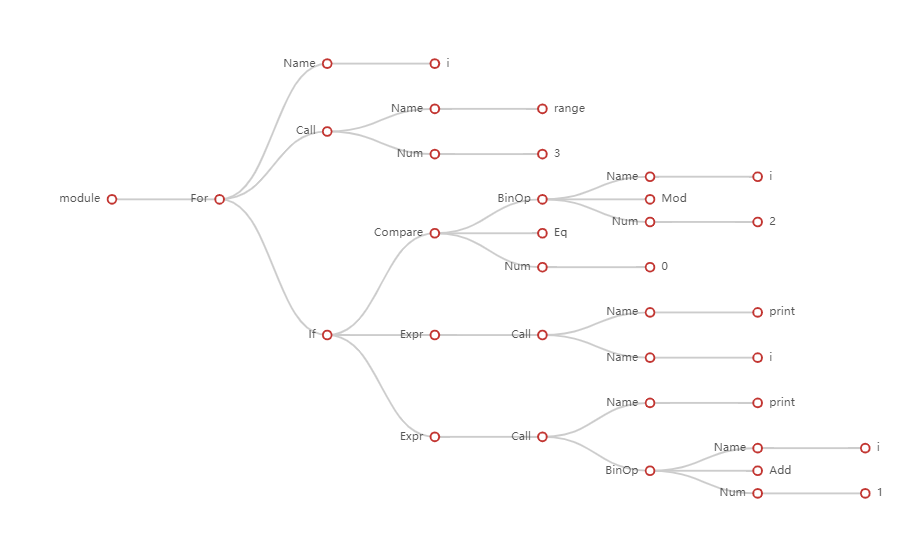 Name i
Name range
Call
Num 3
Name i
module For BinOp Mod
Num 2
Compare Eq
Num 0
Name print
If Expr Call
Name i
Name print
Expr Call
Name i
BinOp Add
Num 1